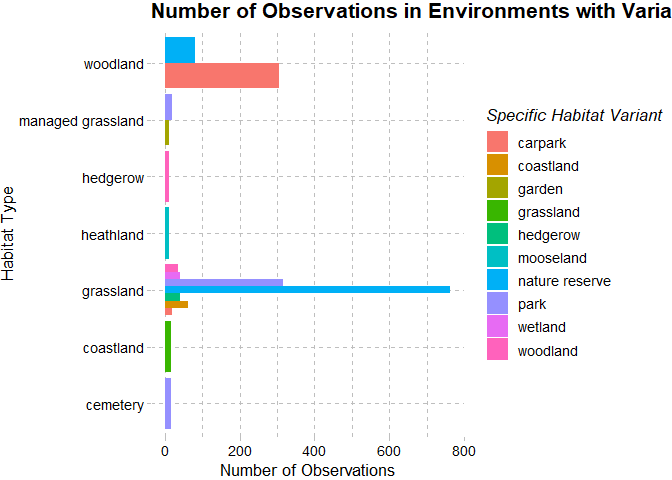 Number of Observations in Environments with Varia
Habitat Type
woodland
managed grassland
hedgerow
heathland
grassland
coastland
cemetery
0 200 400 600 800
Number of Observations
Specific Habitat Variant
carpark
coastland
garden
grassland
hedgerow
mooseland
nature reserve
park
wetland
woodland